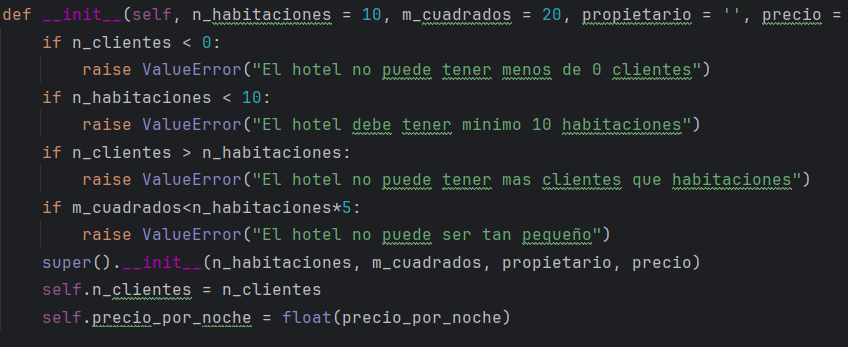 def __init__(self, n_habitaciones = 10, m_cuadrados = 20, propietario = '', precio =
if n_clientes < 0:
raise ValueError("El hotel no puede tener menos de 0 clientes")
if n_habitaciones < 10:
raise ValueError("El hotel debe tener minimo 10 habitaciones")
if n_clientes > n_habitaciones:
raise ValueError("El hotel no puede tener mas clientes que habitaciones")
if m_cuadrados<n_habitaciones*5:
raise ValueError("El hotel no puede ser tan pequeño")
super().__init__(n_habitaciones, m_cuadrados, propietario, precio)
self.n_clientes = n_clientes
self.precio_por_noche = float(precio_por_noche)